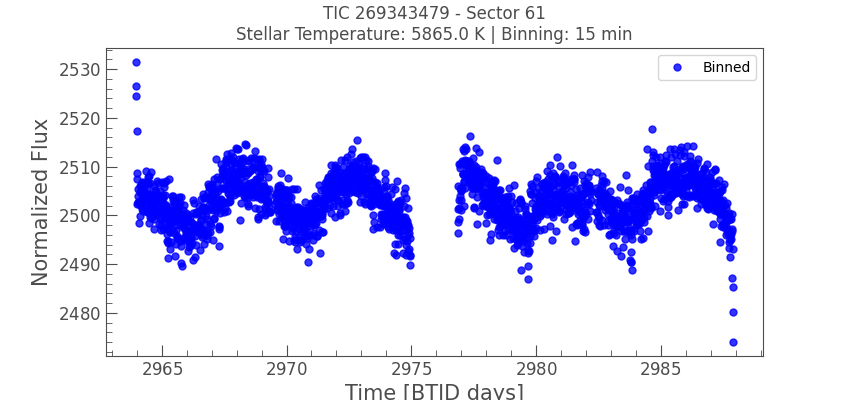 TIC 269343479 - Sector 61
Stellar Temperature: 5865.0 K | Binning: 15 min
Binned
Normalized Flux
2530
2520
2510
2500
2490
2480
2965 2970 2975 2980 2985
Time [BTJD days]